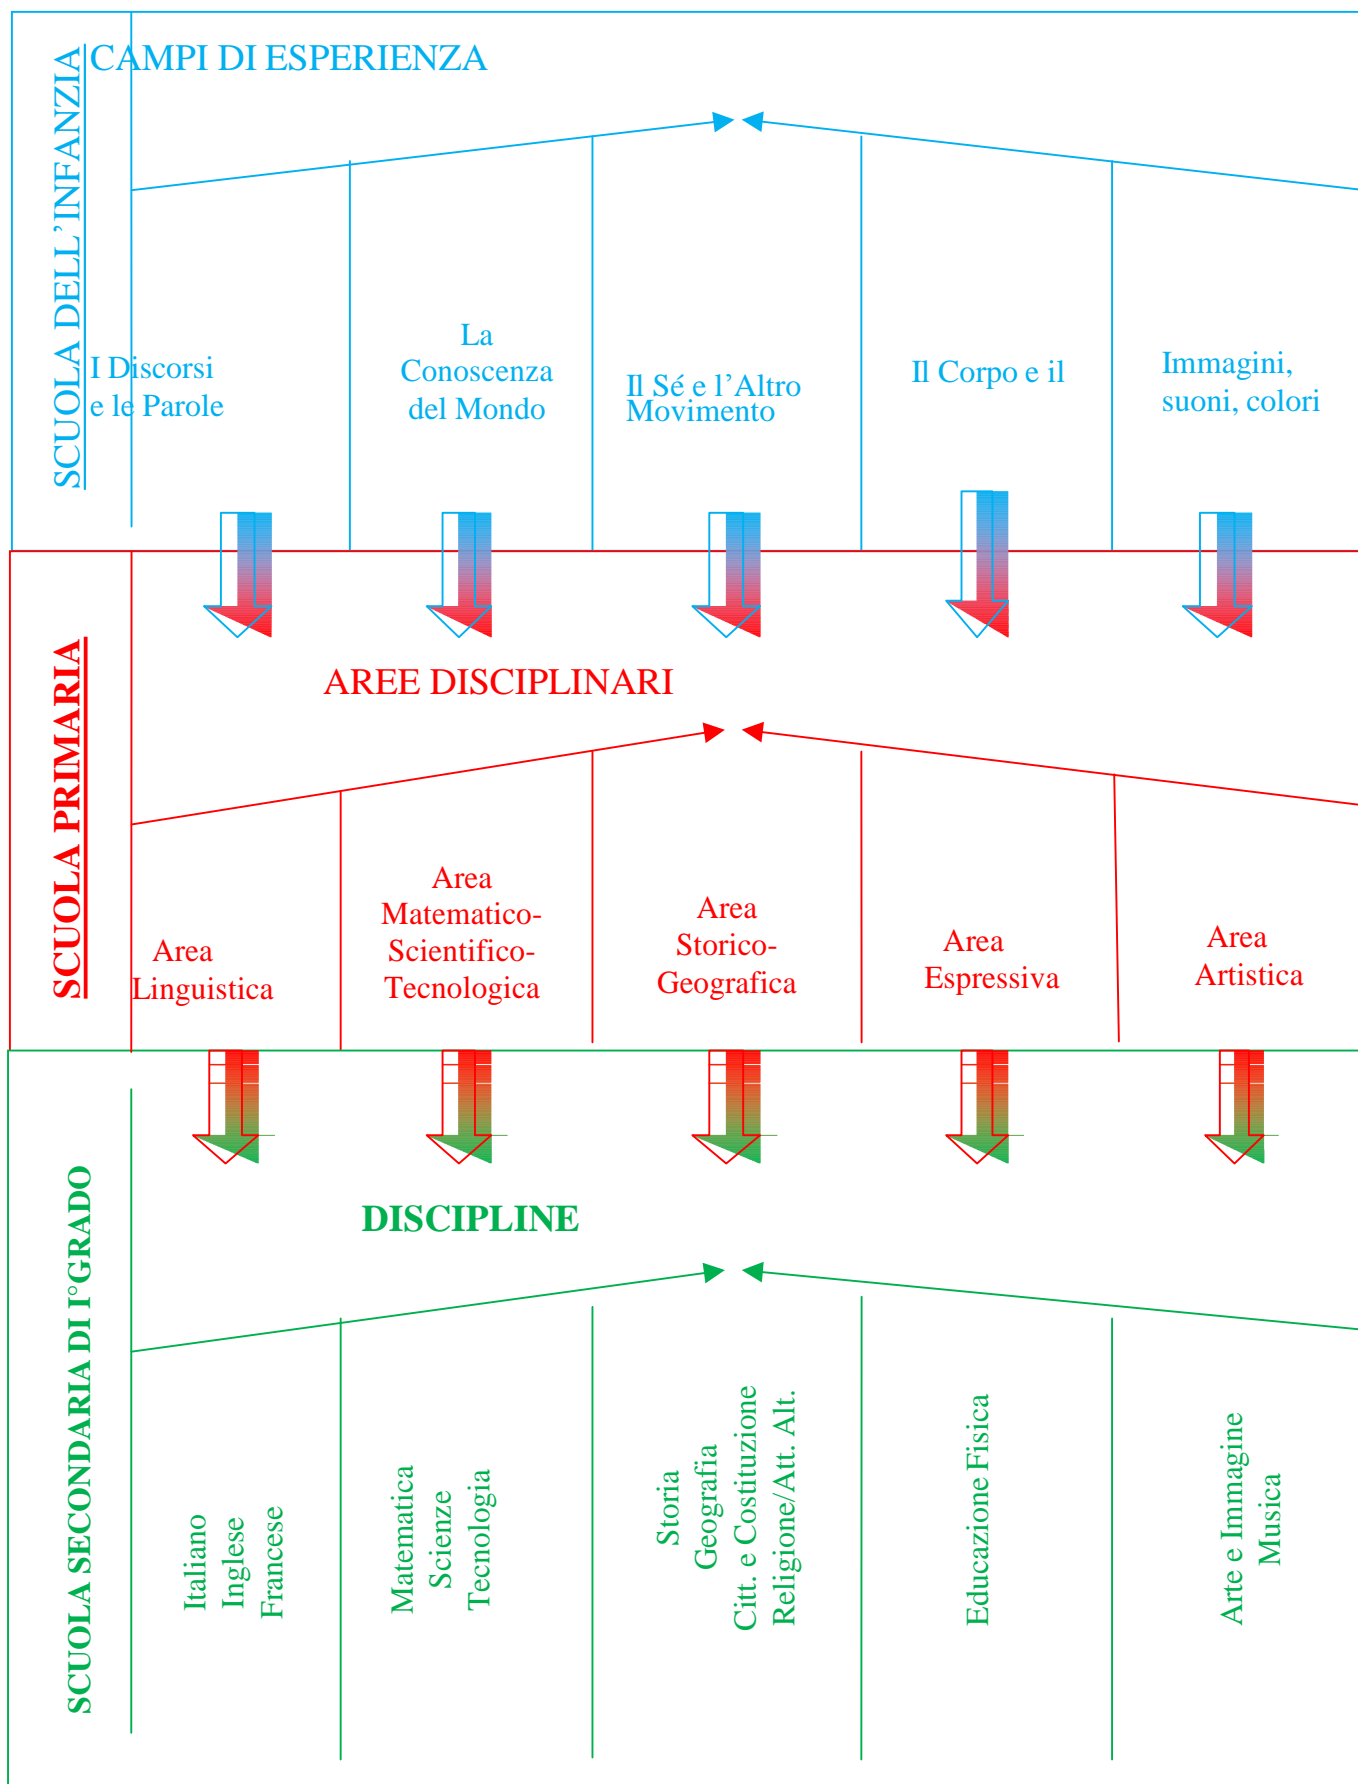 SCUOLA DELL'INFANZIA
CAMPI DI ESPERIENZA
I Discorsi
e le Parole
La
Conoscenza
del Mondo
Il Sé e l’Altro
Movimento
Il Corpo e il
Immagini,
suoni, colori
SCUOLA PRIMARIA
AREE DISCIPLINARI
Area
Linguistica
Area
Matematico-
Scientifico-
Tecnologica
Area
Storico-
Geografica
Area
Espressiva
Area
Artistica
SCUOLA SECONDARIA DI I°GRADO
DISCIPLINE
Italiano
Inglese
Francese
Matematica
Scienze
Tecnologia
Storia
Geografia
Citt. e Costituzione
Religione/Att. Alt.
Educazione Fisica
Arte e Immagine
Musica